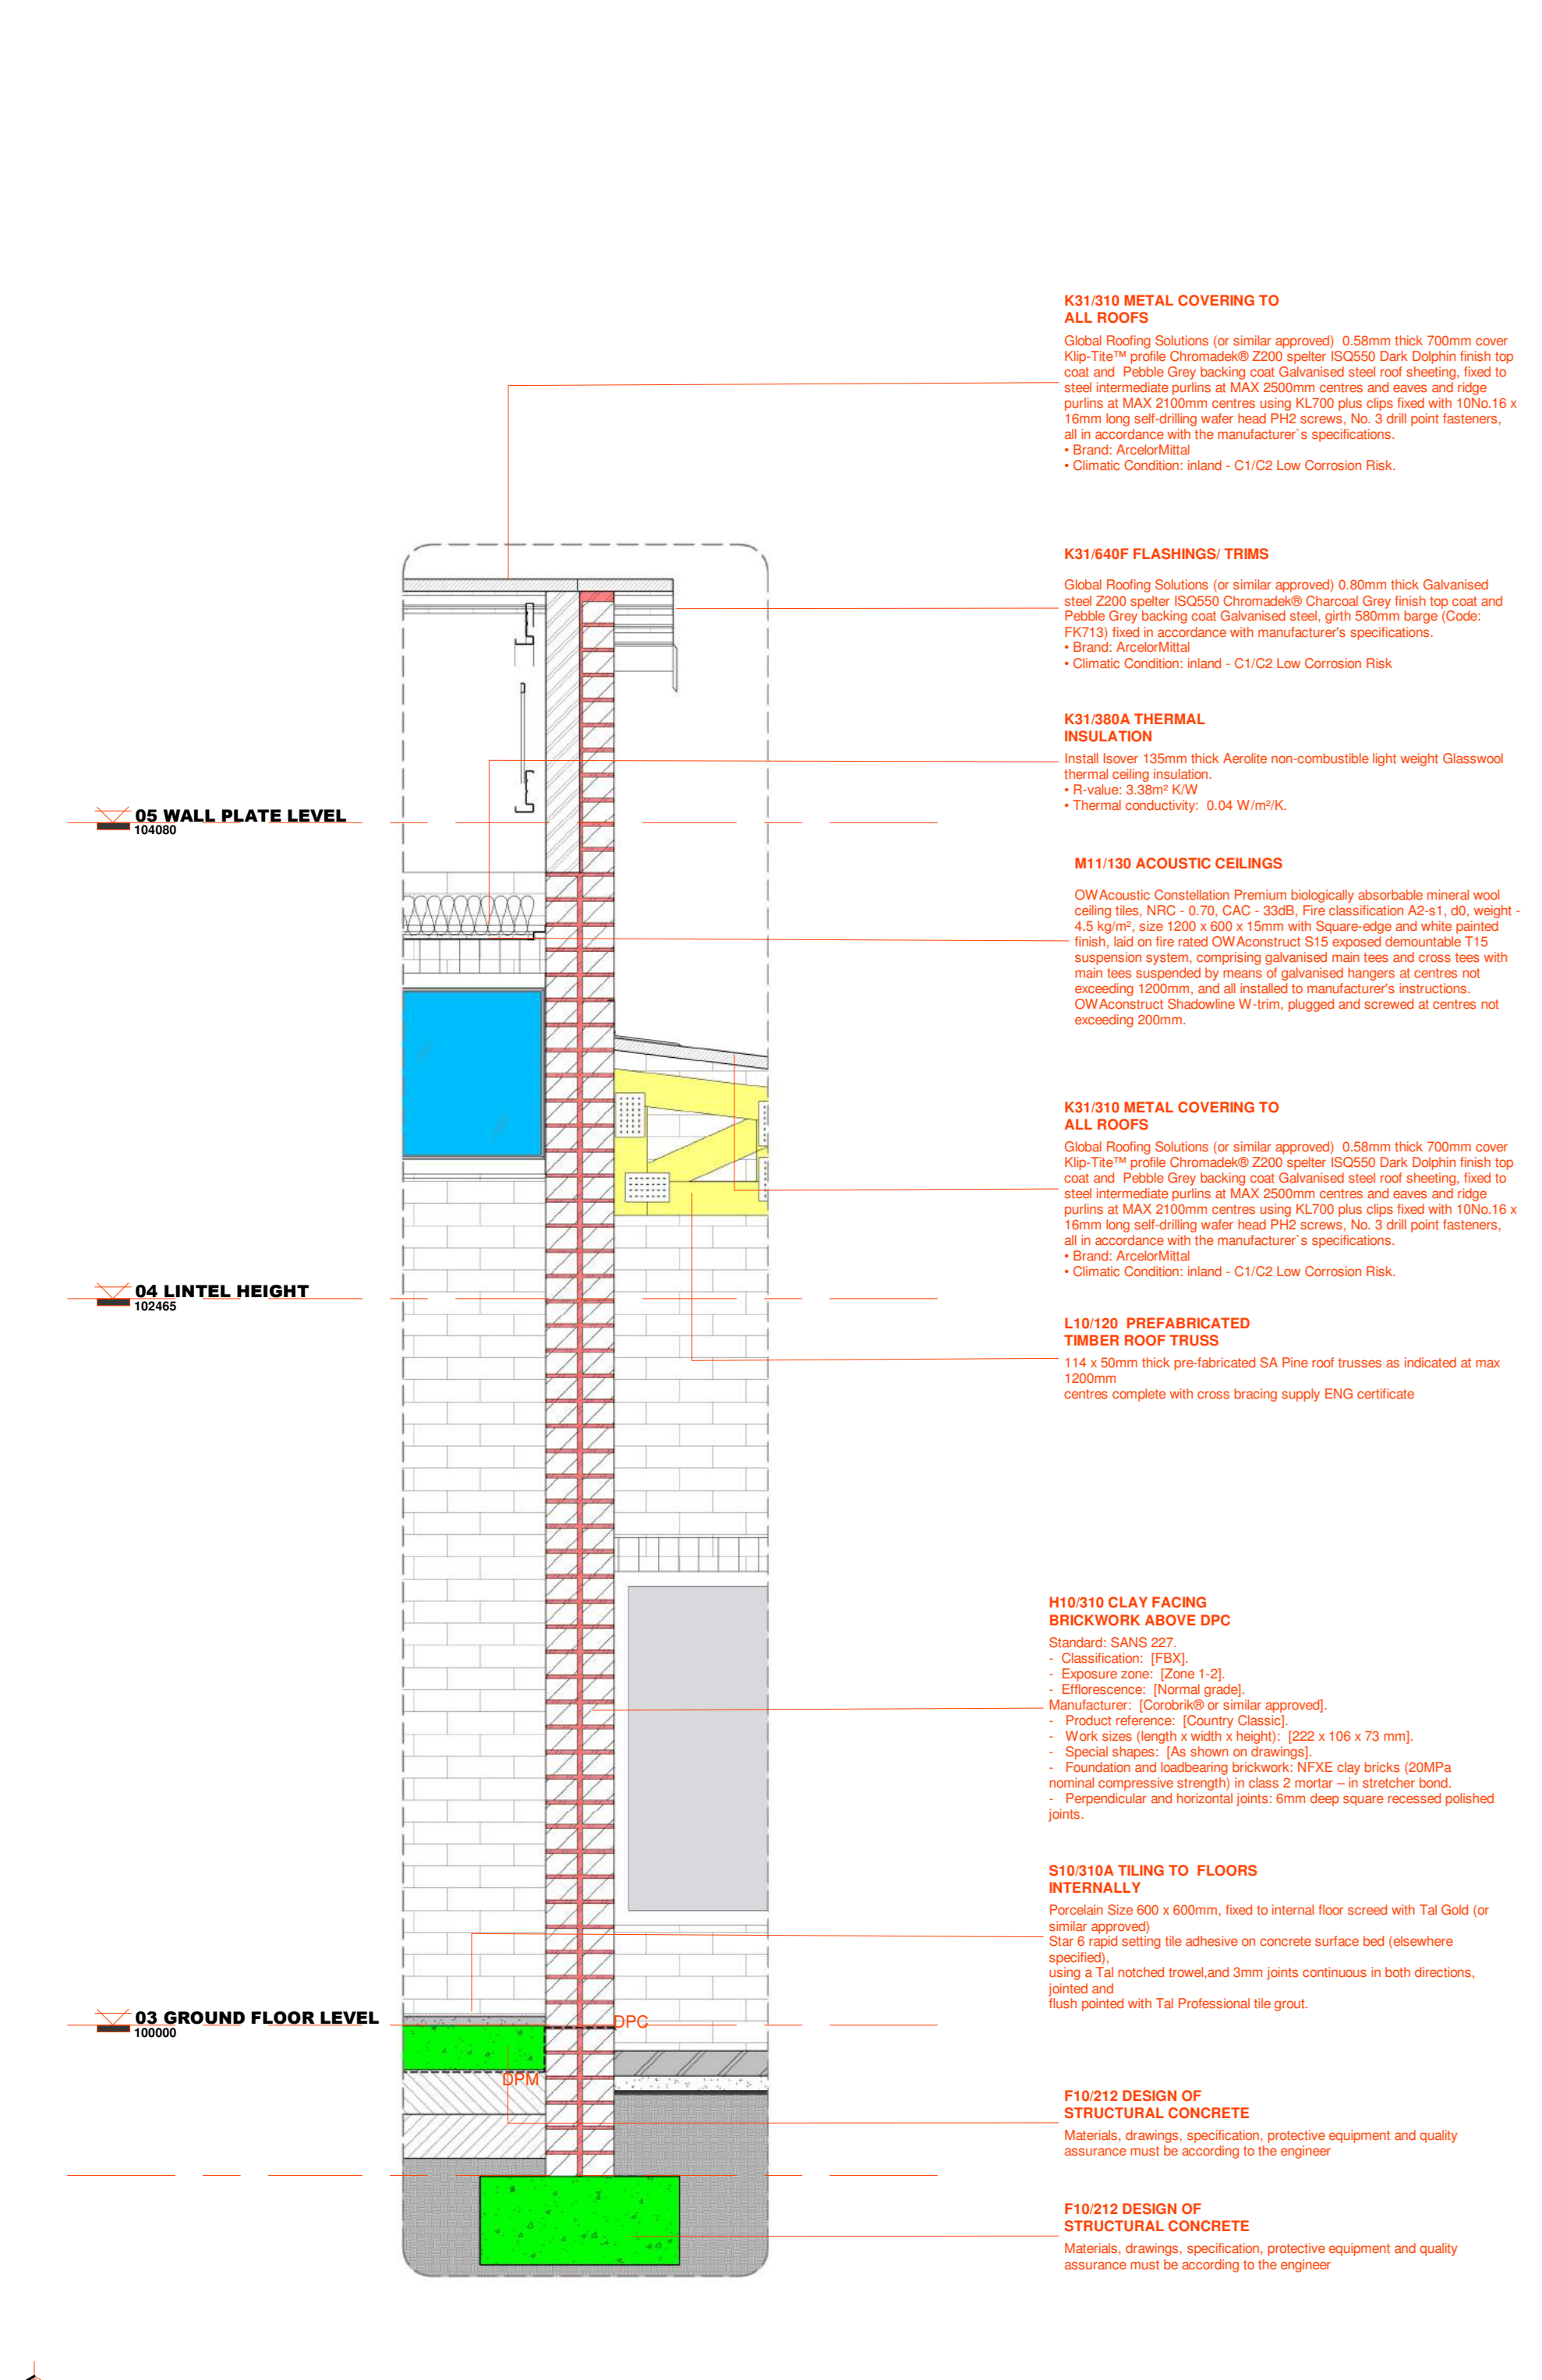 K31/310 METAL COVERING TO
ALL ROOFS
Global Roofing Solutions (or similar approved)  0.58mm thick 700mm cover
Klip-Tite™ profile Chromadek® Z200 spelter ISQ550 Dark Dolphin finish top
coat and  Pebble Grey backing coat Galvanised steel roof sheeting, fixed to
steel intermediate purlins at MAX 2500mm centres and eaves and ridge
purlins at MAX 2100mm centres using KL700 plus clips fixed with 10No.16 x
16mm long self-drilling wafer head PH2 screws, No. 3 drill point fasteners,
all in accordance with the manufacturer`s specifications.
• Brand: ArcelorMittal
• Climatic Condition: inland - C1/C2 Low Corrosion Risk.
K31/640F FLASHINGS/ TRIMS
Global Roofing Solutions (or similar approved) 0.80mm thick Galvanised
steel Z200 spelter ISQ550 Chromadek® Charcoal Grey finish top coat and
Pebble Grey backing coat Galvanised steel, girth 580mm barge (Code:
FK713) fixed in accordance with manufacturer's specifications.
• Brand: ArcelorMittal
• Climatic Condition: inland - C1/C2 Low Corrosion Risk
K31/380A THERMAL
INSULATION
Install Isover 135mm thick Aerolite non-combustible light weight Glasswool
thermal ceiling insulation.
• R-value: 3.38m² K/W
• Thermal conductivity:  0.04 W/m²/K.
05 WALL PLATE LEVEL
104080
M11/130 ACOUSTIC CEILINGS
OWAcoustic Constellation Premium biologically absorbable mineral wool
ceiling tiles, NRC - 0.70, CAC - 33dB, Fire classification A2-s1, d0, weight -
4.5 kg/m², size 1200 x 600 x 15mm with Square-edge and white painted
finish, laid on fire rated OWAconstruct S15 exposed demountable T15
suspension system, comprising galvanised main tees and cross tees with
main tees suspended by means of galvanised hangers at centres not
exceeding 1200mm, and all installed to manufacturer's instructions.
OWAconstruct Shadowline W-trim, plugged and screwed at centres not
exceeding 200mm.
K31/310 METAL COVERING TO
ALL ROOFS
Global Roofing Solutions (or similar approved)  0.58mm thick 700mm cover
Klip-Tite™ profile Chromadek® Z200 spelter ISQ550 Dark Dolphin finish top
coat and  Pebble Grey backing coat Galvanised steel roof sheeting, fixed to
steel intermediate purlins at MAX 2500mm centres and eaves and ridge
purlins at MAX 2100mm centres using KL700 plus clips fixed with 10No.16 x
16mm long self-drilling wafer head PH2 screws, No. 3 drill point fasteners,
all in accordance with the manufacturer`s specifications.
• Brand: ArcelorMittal
• Climatic Condition: inland - C1/C2 Low Corrosion Risk.
04 LINTEL HEIGHT
102465
L10/120  PREFABRICATED
TIMBER ROOF TRUSS
114 x 50mm thick pre-fabricated SA Pine roof trusses as indicated at max
1200mm
centres complete with cross bracing supply ENG certificate
H10/310 CLAY FACING
BRICKWORK ABOVE DPC
Standard: SANS 227.
-  Classification:  [FBX].
-  Exposure zone:  [Zone 1-2].
-  Efflorescence:  [Normal grade].
Manufacturer:  [Corobrik® or similar approved].
-   Product reference:  [Country Classic].
-   Work sizes (length x width x height):  [222 x 106 x 73 mm].
-   Special shapes:  [As shown on drawings].
-   Foundation and loadbearing brickwork: NFXE clay bricks (20MPa
nominal compressive strength) in class 2 mortar – in stretcher bond.
-   Perpendicular and horizontal joints: 6mm deep square recessed polished
joints.
S10/310A TILING TO  FLOORS
INTERNALLY
Porcelain Size 600 x 600mm, fixed to internal floor screed with Tal Gold (or
similar approved)
Star 6 rapid setting tile adhesive on concrete surface bed (elsewhere
specified),
using a Tal notched trowel,and 3mm joints continuous in both directions,
jointed and
flush pointed with Tal Professional tile grout.
03 GROUND FLOOR LEVEL
100000
DPC
DPM
F10/212 DESIGN OF
STRUCTURAL CONCRETE
Materials, drawings, specification, protective equipment and quality
assurance must be according to the engineer
F10/212 DESIGN OF
STRUCTURAL CONCRETE
Materials, drawings, specification, protective equipment and quality
assurance must be according to the engineer